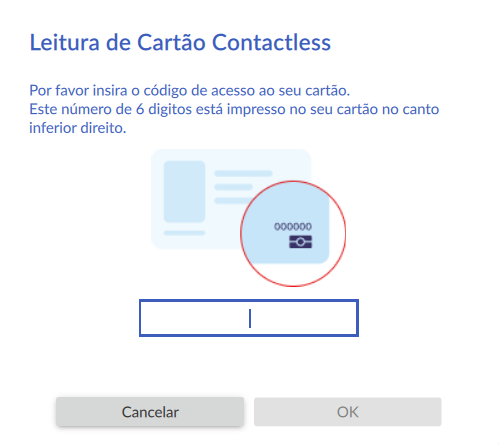 Leitura de Cartão Contactless
Por favor insira o código de acesso ao seu cartão.
Este número de 6 digitos está impresso no seu cartão no canto
inferior direito.
000000
Cancelar
OK